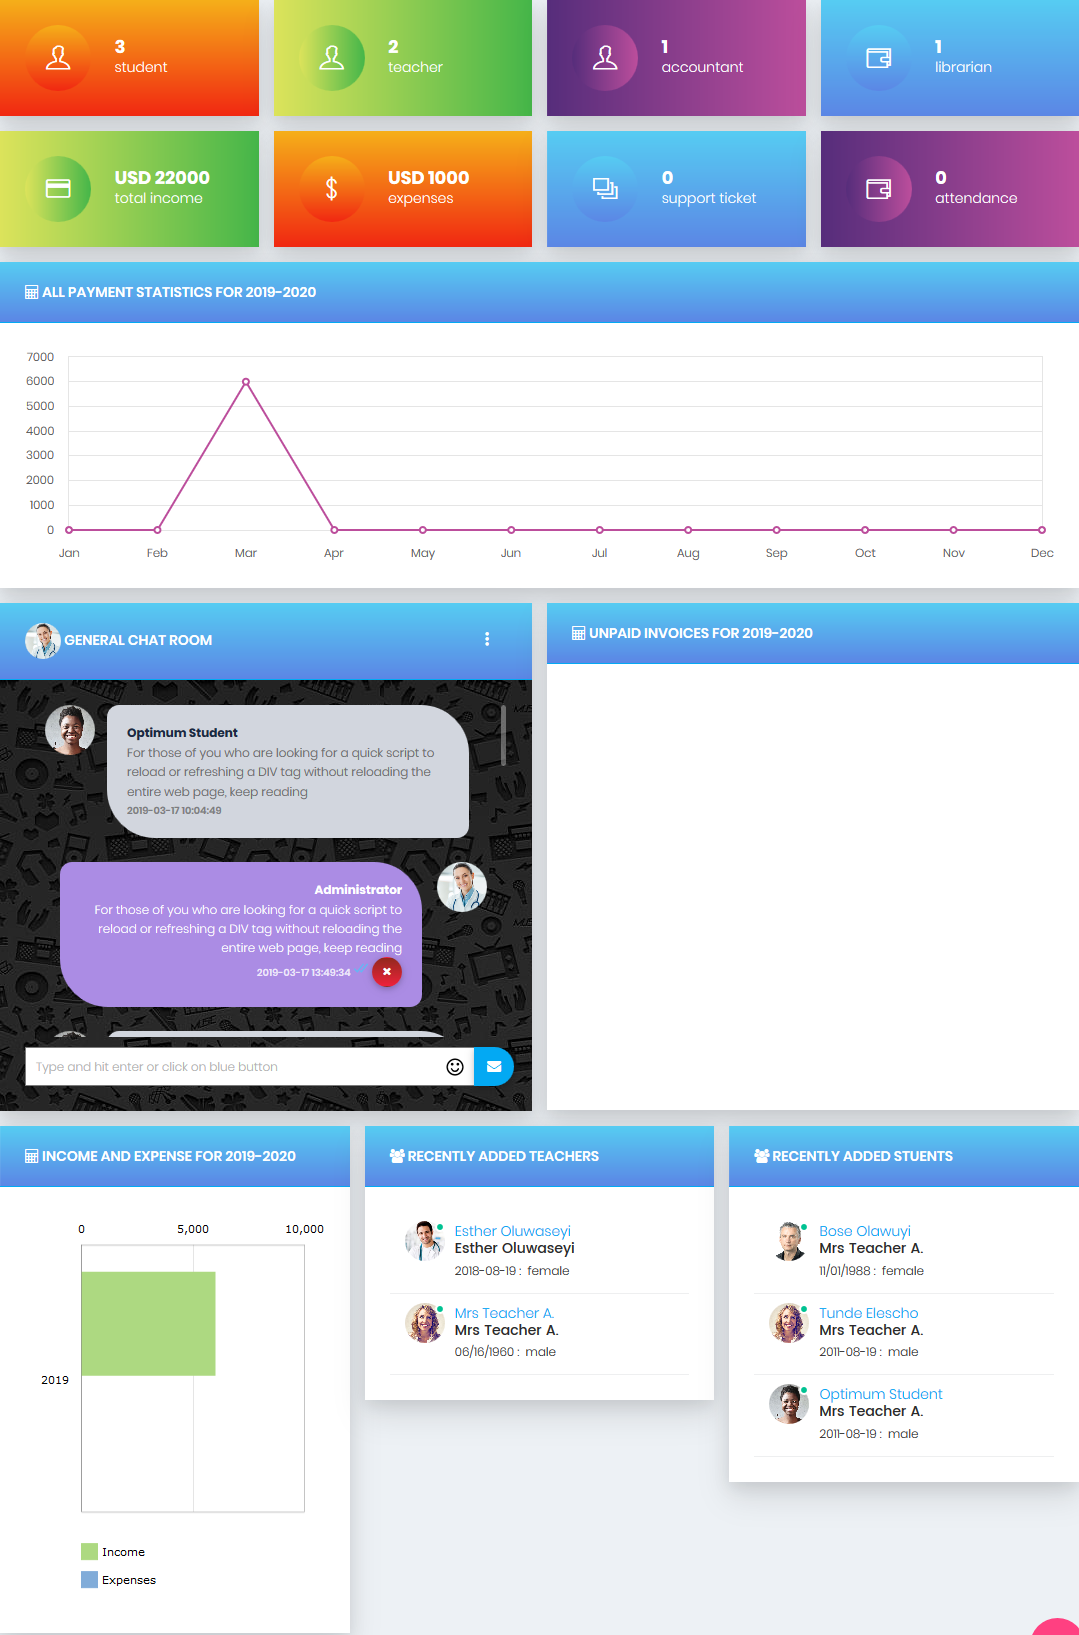 3
student
2
teacher
1
accountant
1
librarian
USD 22000
total income
USD 1000
expenses
0
support ticket
0
attendance
ALL PAYMENT STATISTICS FOR 2019-2020
7000
6000
5000
4000
3000
2000
1000
0
Jan Feb Mar Apr May Jun Jul Aug Sep Oct Nov Dec
GENERAL CHAT ROOM
Optimum Student
For those of you who are looking for a quick script to
reload or refreshing a DIV tag without reloading the
entire web page, keep reading
2019-03-17 10:04:49
Administrator
For those of you who are looking for a quick script to
reload or refreshing a DIV tag without reloading the
entire web page, keep reading
2019-03-17 13:49:34
Type and hit enter or click on blue button
UNPAID INVOICES FOR 2019-2020
INCOME AND EXPENSE FOR 2019-2020
0 5,000 10,000
2019
Income
Expenses
RECENTLY ADDED TEACHERS
Esther Oluwaseyi
Esther Oluwaseyi
2018-08-19 : female
Mrs Teacher A.
Mrs Teacher A.
06/16/1960 : male
RECENTLY ADDED STUENTS
Bose Olawuyi
Mrs Teacher A.
11/01/1988 : female
Tunde Elescho
Mrs Teacher A.
2011-08-19 : male
Optimum Student
Mrs Teacher A.
2011-08-19 : male